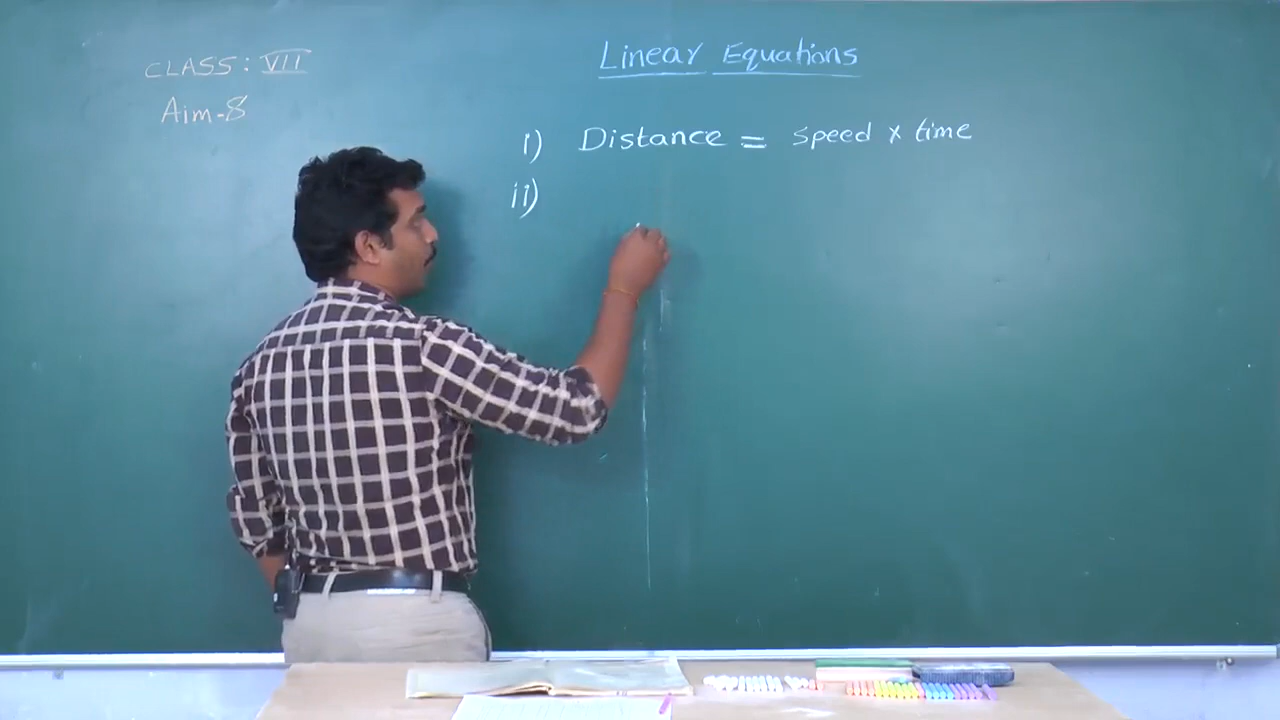 CLASS: VII
Aim-8
Linear Equations
i) Distance = speed × time
ii)